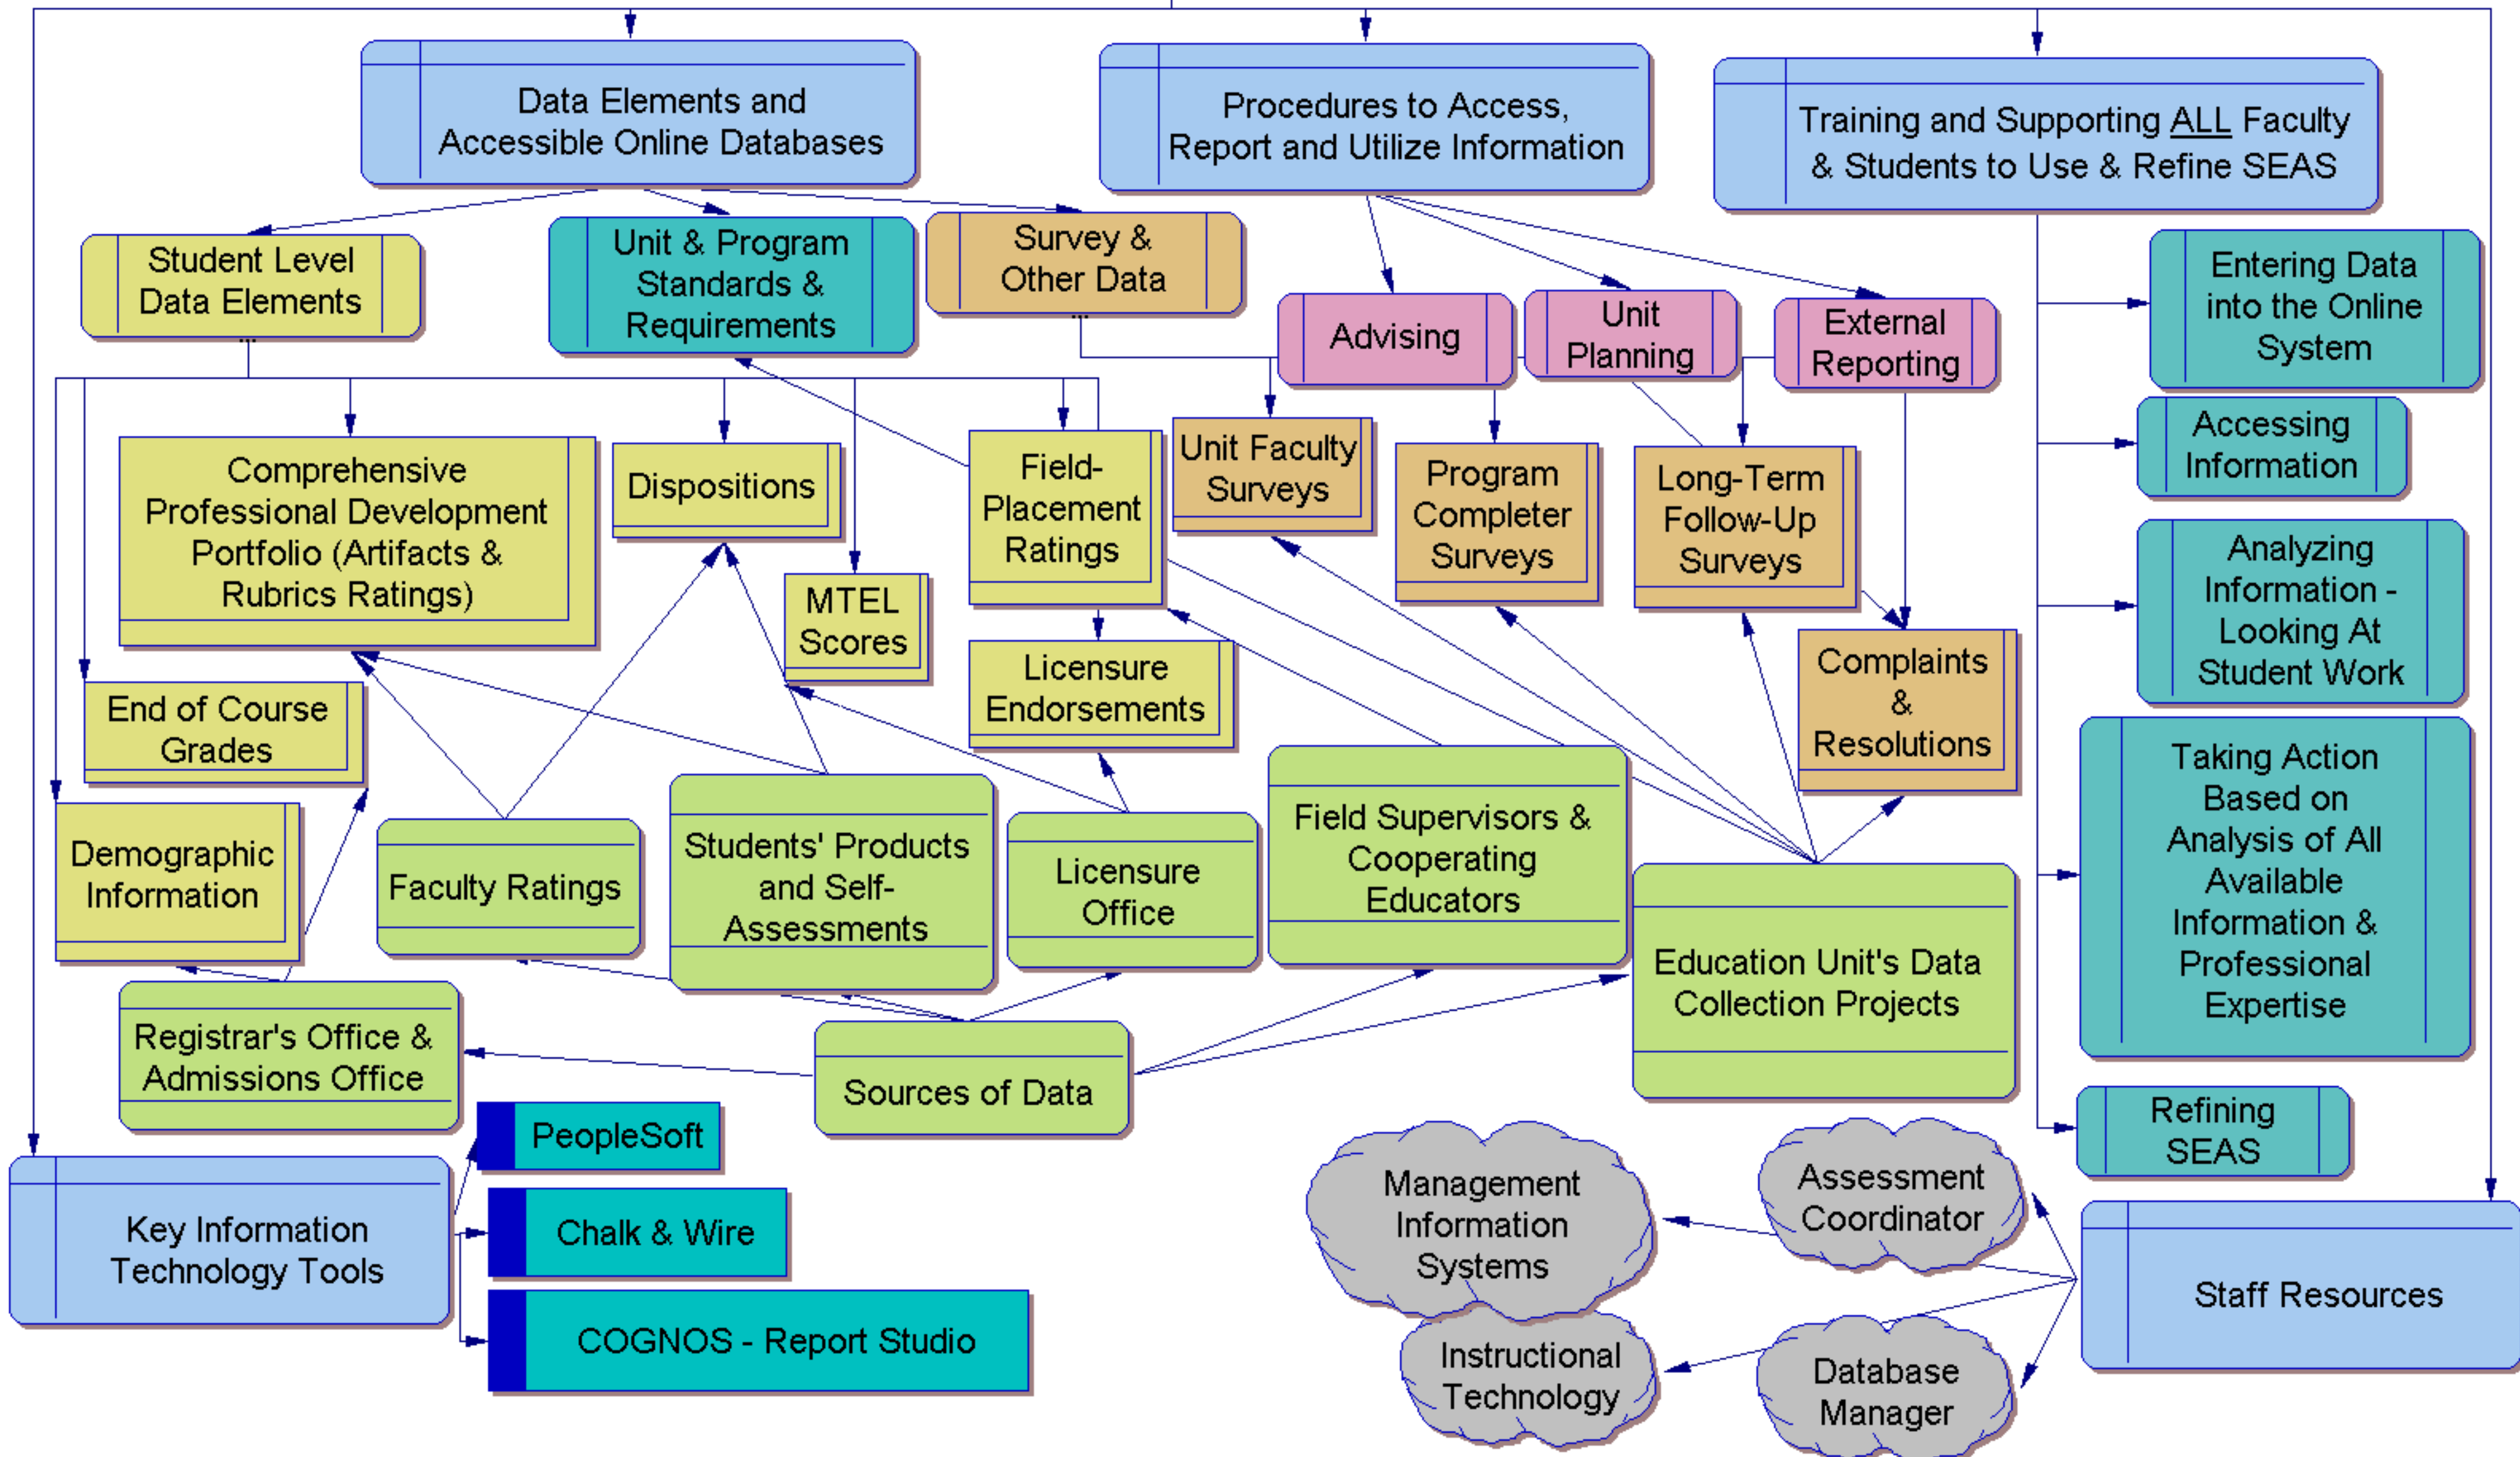 Data Elements and
Accessible Online Databases
Procedures to Access,
Report and Utilize Information
Training and Supporting ALL Faculty
& Students to Use & Refine SEAS
Student Level
Data Elements
Unit & Program
Standards &
Requirements
Survey &
Other Data
Advising
Unit
Planning
External
Reporting
Entering Data
into the Online
System
Accessing
Information
Analyzing
Information -
Looking At
Student Work
Taking Action
Based on
Analysis of All
Available
Information &
Professional
Expertise
Refining
SEAS
Comprehensive
Professional Development
Portfolio (Artifacts &
Rubrics Ratings)
Dispositions
MTEL
Scores
Field-
Placement
Ratings
Licensure
Endorsements
Unit Faculty
Surveys
Program
Completer
Surveys
Long-Term
Follow-Up
Surveys
Complaints
&
Resolutions
End of Course
Grades
Demographic
Information
Faculty Ratings
Students' Products
and Self-
Assessments
Licensure
Office
Field Supervisors &
Cooperating
Educators
Education Unit's Data
Collection Projects
Registrar's Office &
Admissions Office
Sources of Data
Key Information
Technology Tools
PeopleSoft
Chalk & Wire
COGNOS - Report Studio
Management
Information
Systems
Assessment
Coordinator
Instructional
Technology
Database
Manager
Staff Resources